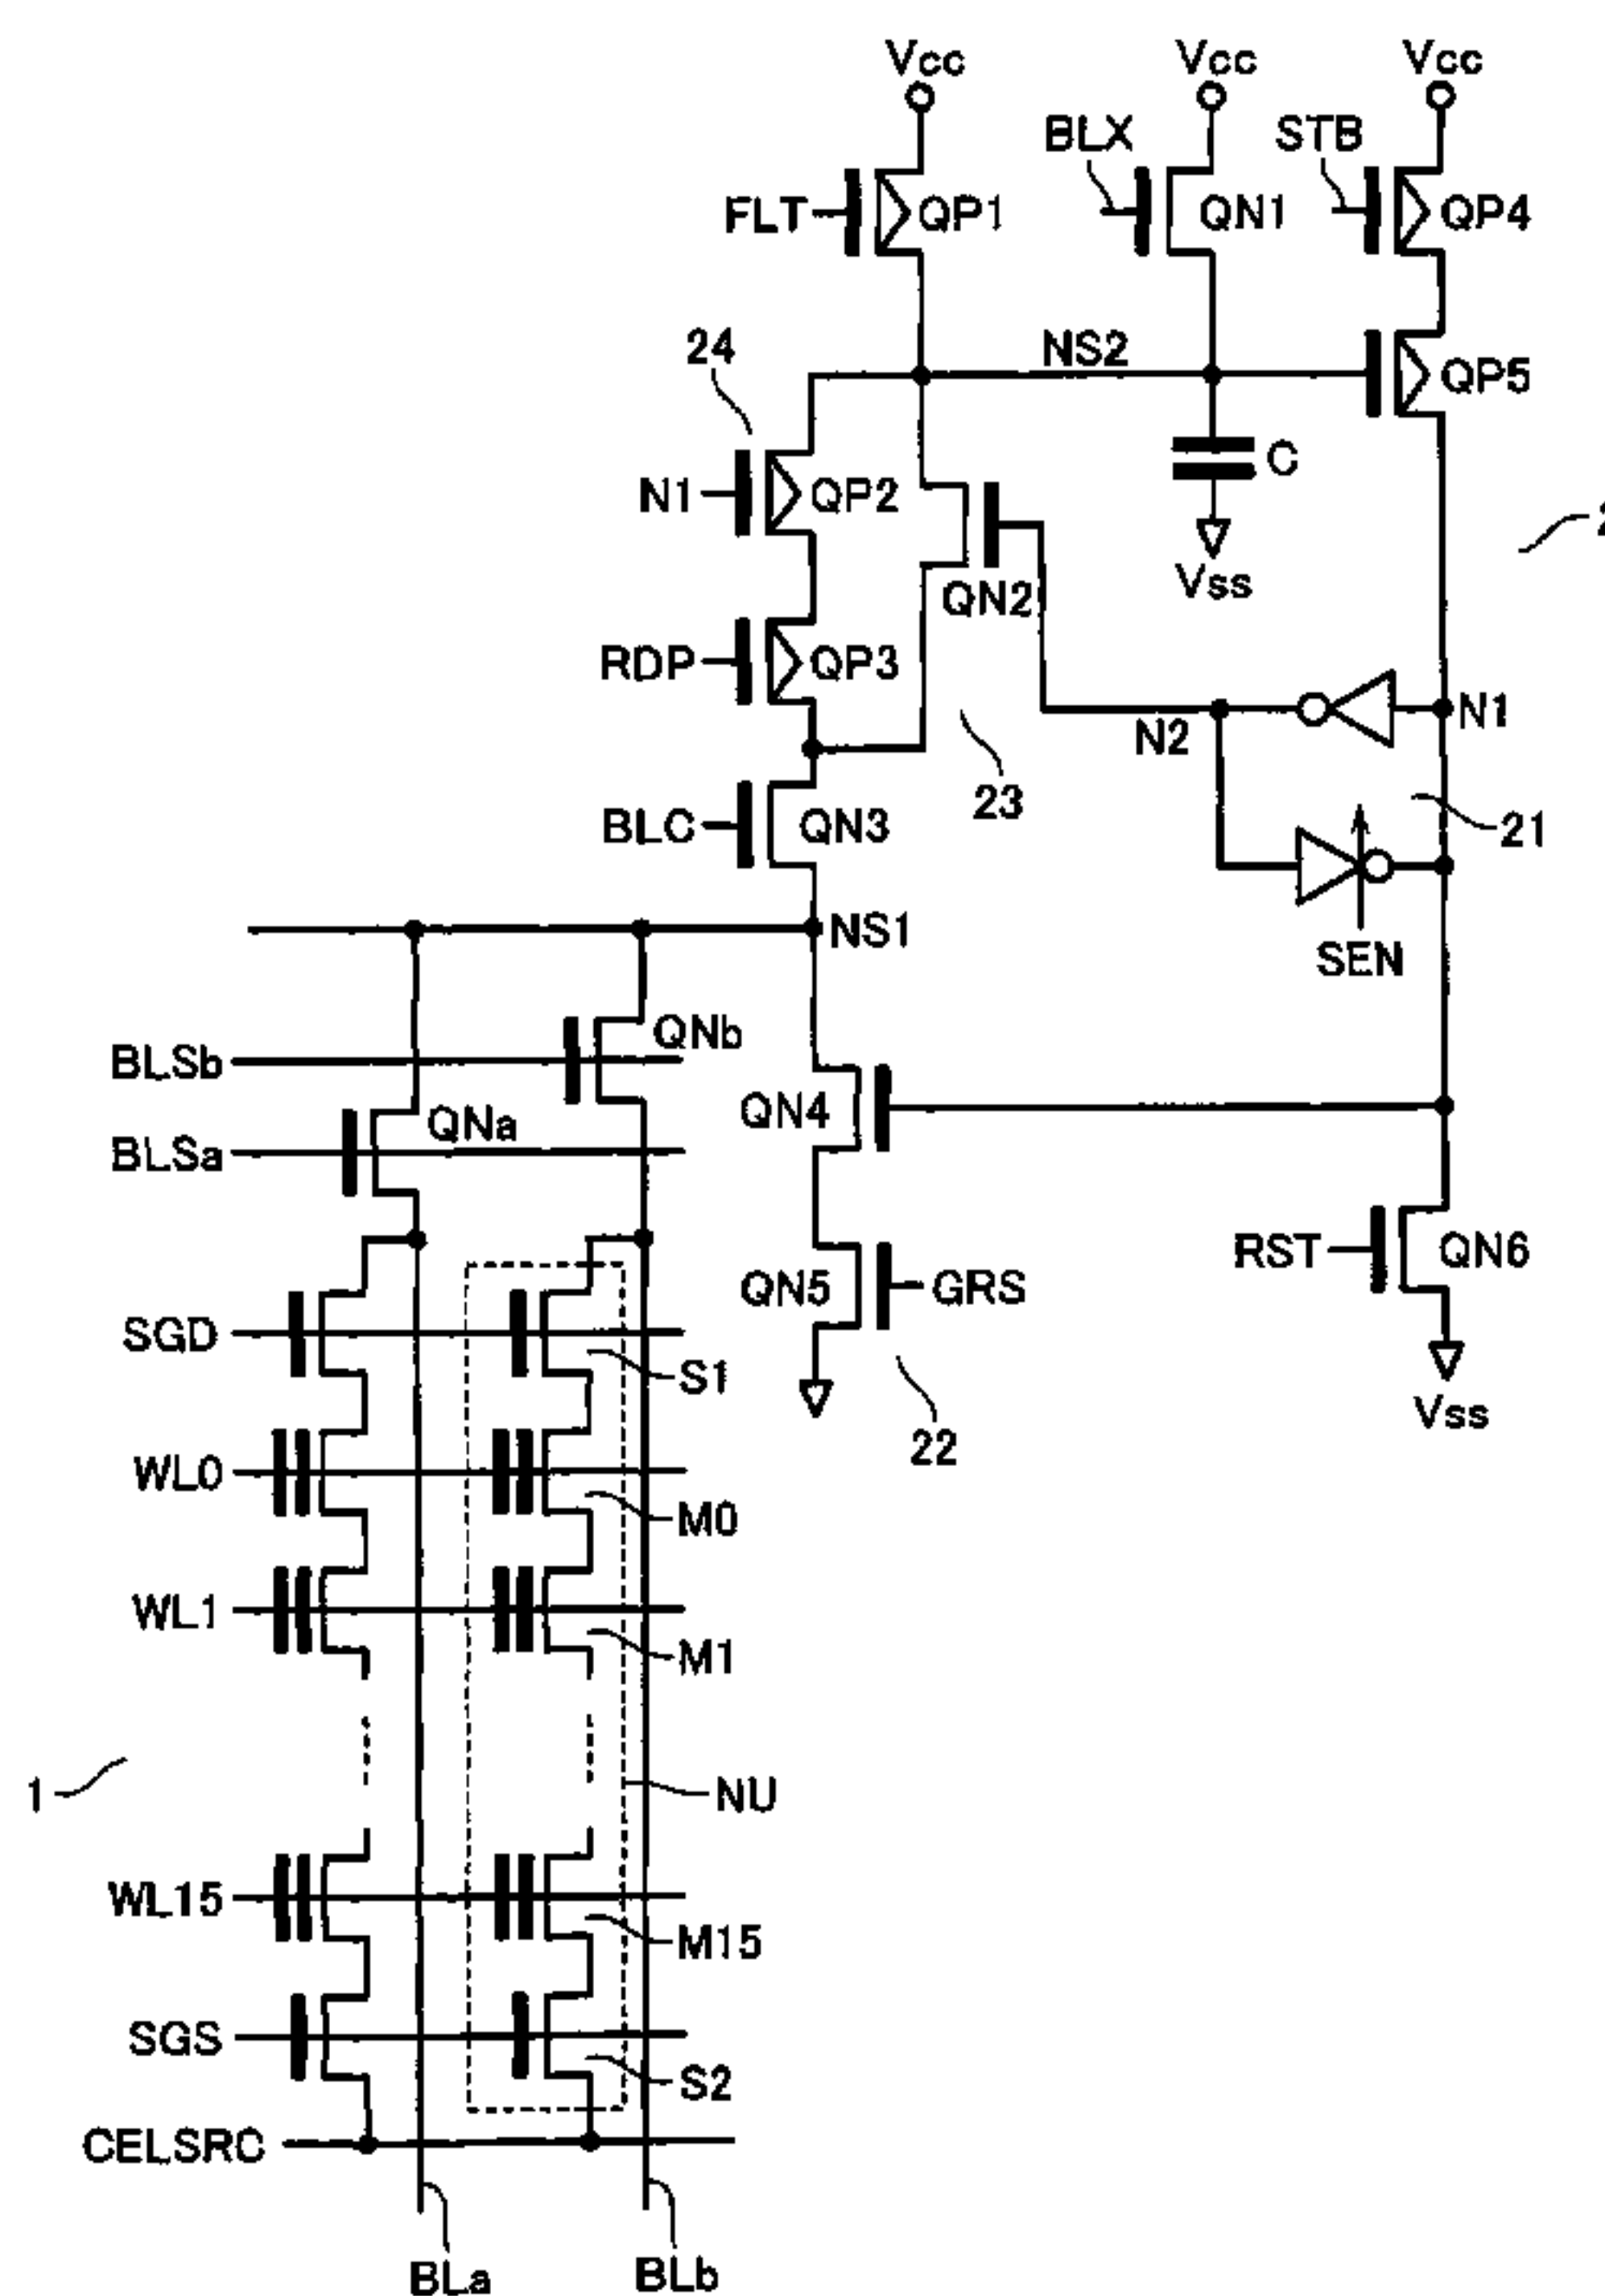 Vcc Vcc Vcc
BLX STB
FLT QP1 QN1 QP4
24 NS2 QP5
N1 QP2 C
Vss
QN2
RDP QP3
N2 N1
23
BLC QN3 21
NS1 SEN
BLSb QNb
BLSa QNa QN4
RST QN6
QN5 GRS
SGD S1
Vss
22
WL0 M0
WL1 M1
1 NU
WL15 M15
SGS S2
CELSRC
BLa BLb